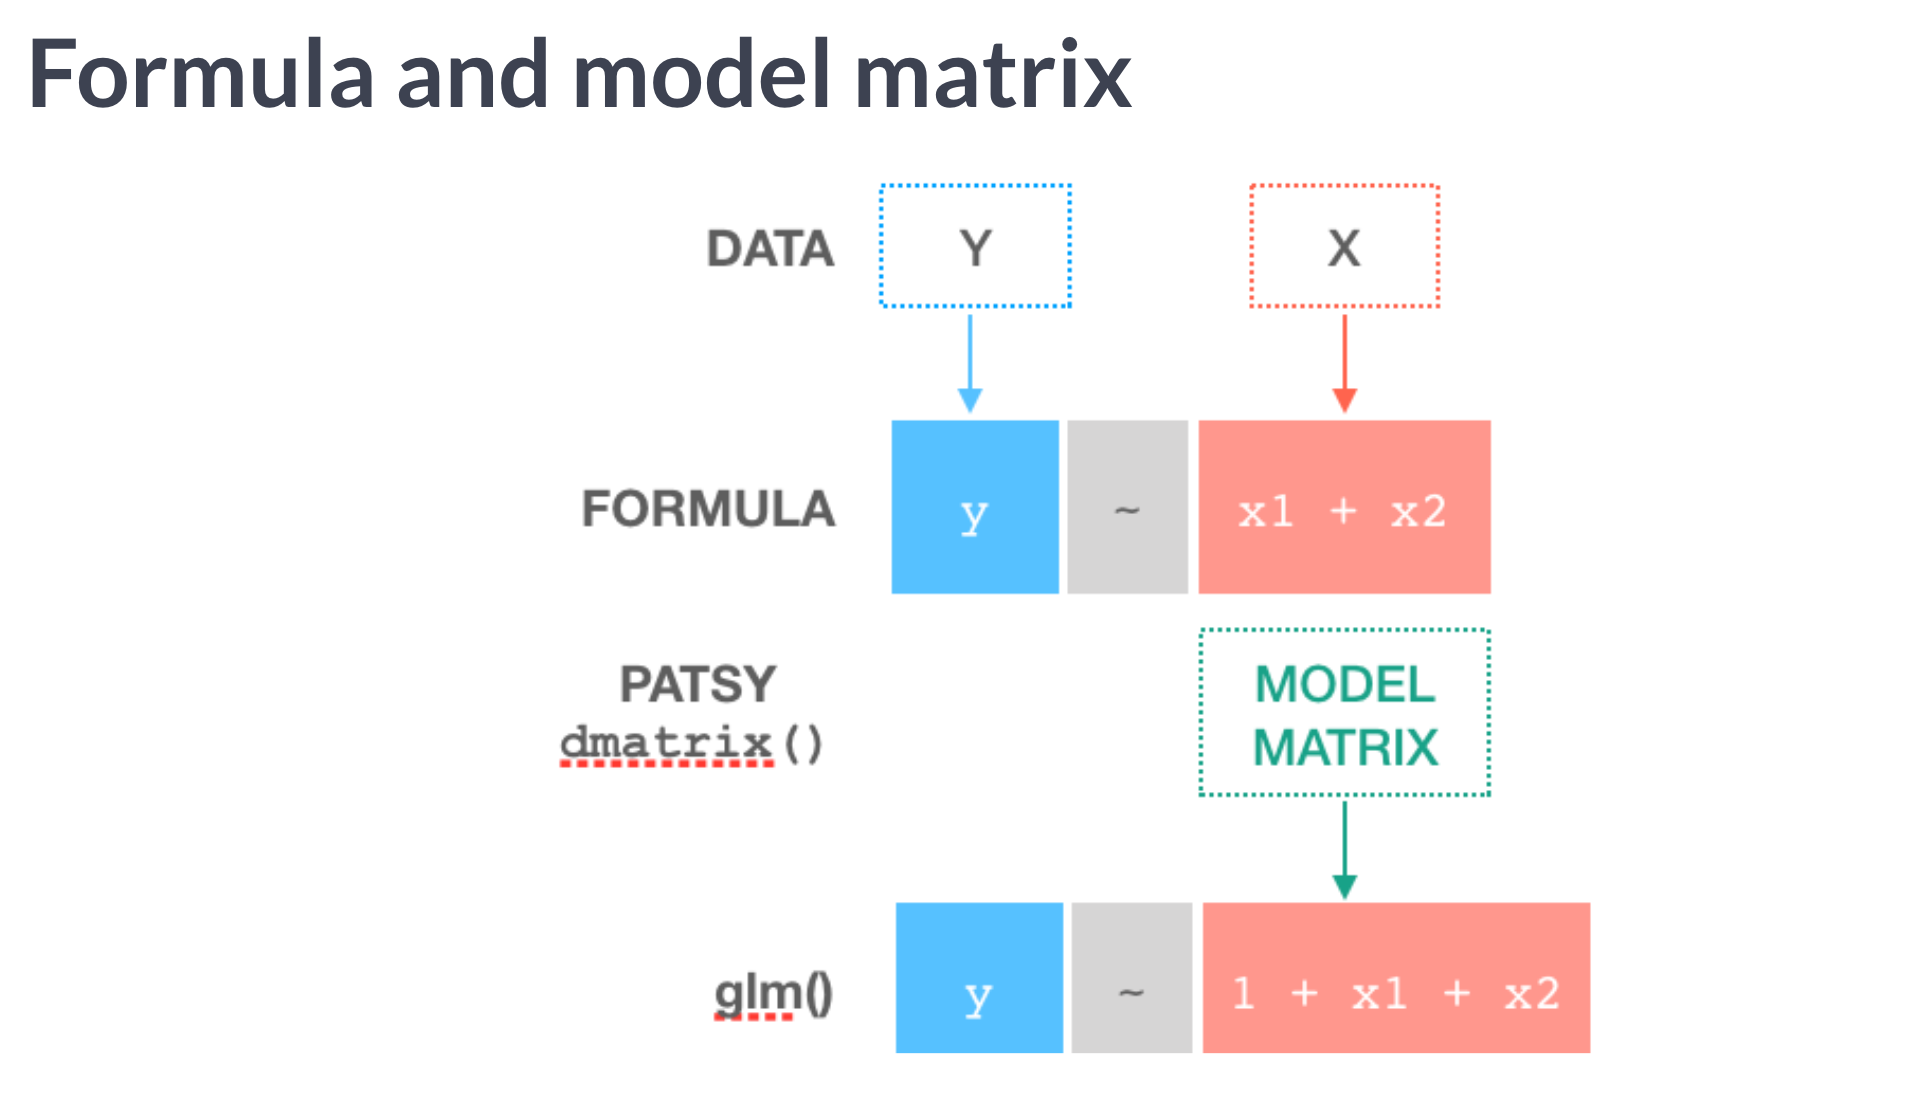 Formula and model matrix
DATA Y X
FORMULA y ~ x1 + x2
PATSY
dmatrix()
MODEL
MATRIX
glm() y ~ 1 + x1 + x2